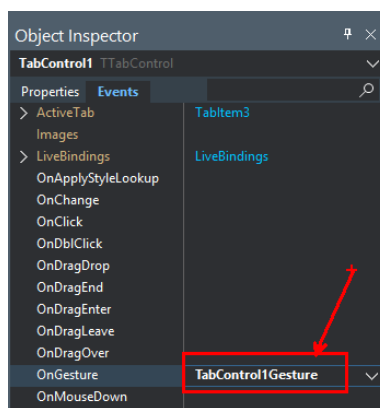 Object Inspector
TabControl1 TTabControl
Properties Events
ActiveTab TabItem3
Images
LiveBindings LiveBindings
OnApplyStyleLookup
OnChange
OnClick
OnDblClick
OnDragDrop
OnDragEnd
OnDragEnter
OnDragLeave
OnDragOver
OnGesture TabControl1Gesture
OnMouseDown